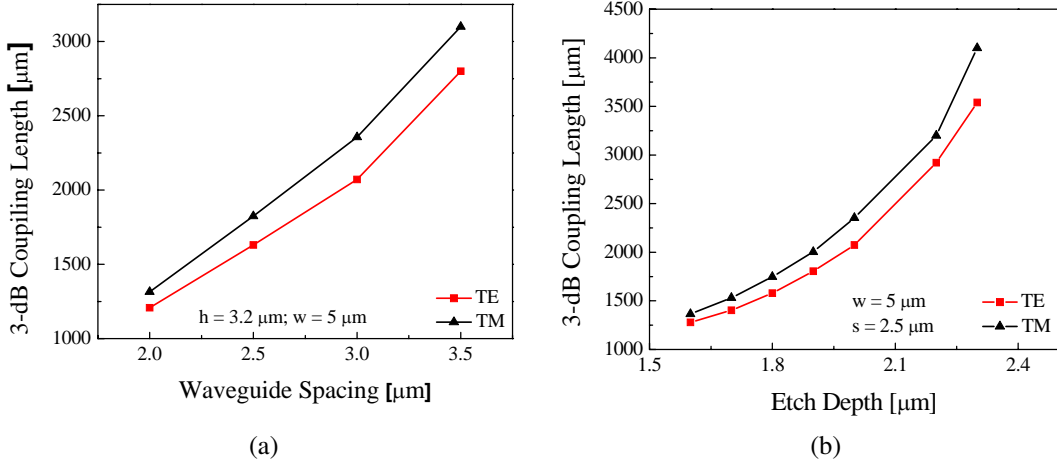 3-dB Coupiling Length [μm]
3000
2500
2000
1500
1000
h = 3.2 μm; w = 5 μm
TE
TM
2.0 2.5 3.0 3.5
Waveguide Spacing [μm]
(a)
3-dB Coupling Length [μm]
4500
4000
3500
3000
2500
2000
1500
1000
w = 5 μm
s = 2.5 μm
TE
TM
1.5 1.8 2.1 2.4
Etch Depth [μm]
(b)